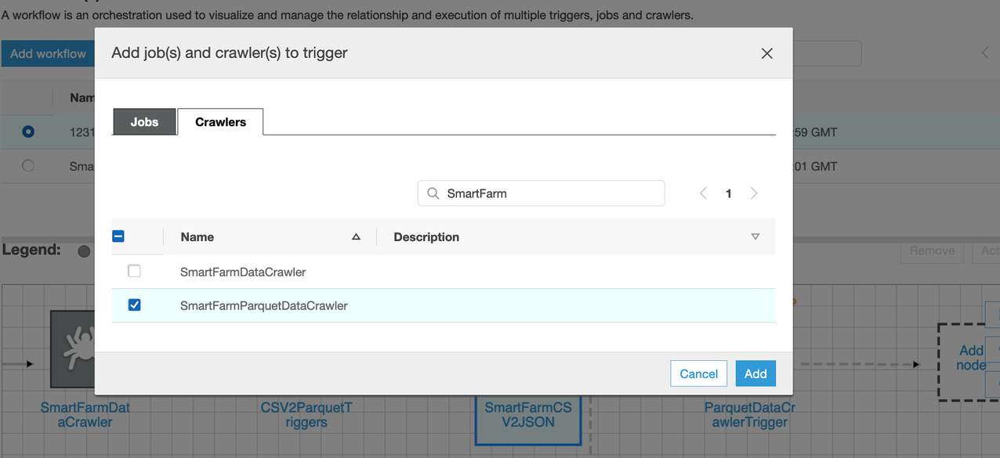 A workflow is an orchestration used to visualize and manage the relationship and execution of multiple triggers, jobs and crawlers.
Add workflow
Add job(s) and crawler(s) to trigger
Nam
1231
:59 GMT
Sma
:01 GMT
Jobs
Crawlers
SmartFarm
1
Name
Description
SmartFarmDataCrawler
SmartFarmParquetDataCrawler
Cancel
Add
Legend:
Remove
Act
Add
node
SmartFarmDat
aCrawler
CSV2ParquetT
riggers
SmartFarmCS
V2JSON
ParquetDataCr
awlerTrigger